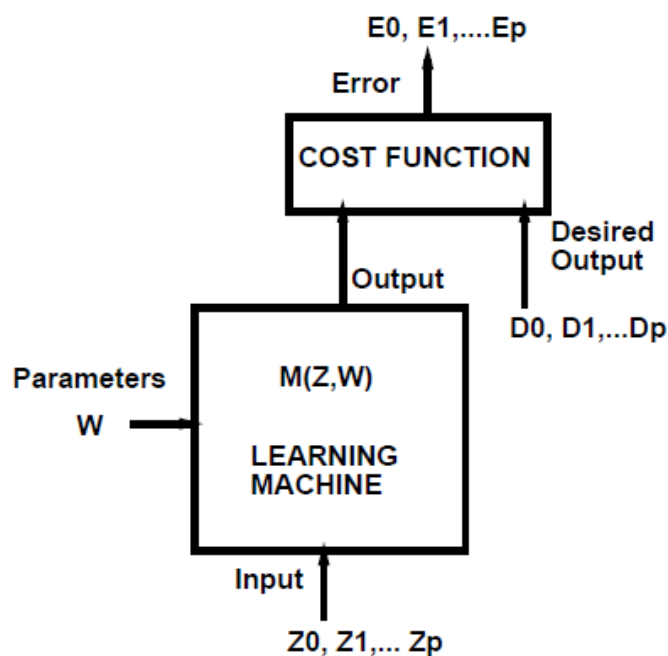 E0, E1,....Ep
Error
COST FUNCTION
Desired
Output
Output
D0, D1,...Dp
Parameters
W
M(Z,W)
LEARNING
MACHINE
Input
Z0, Z1,... Zp